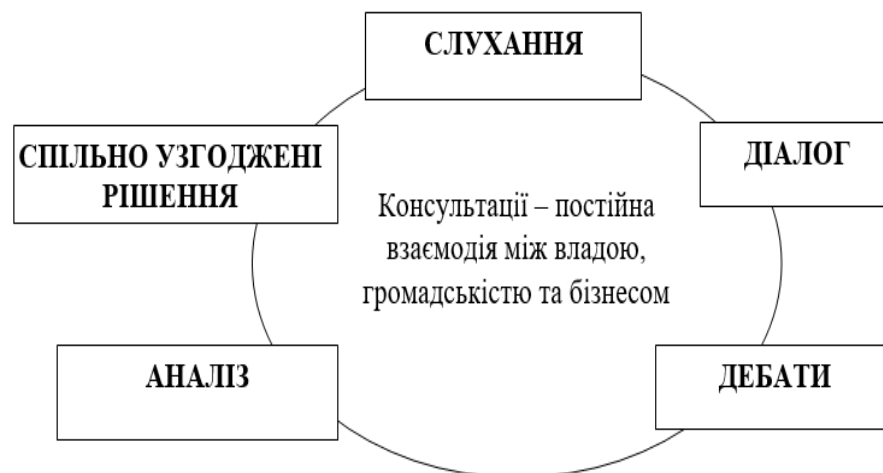 СЛУХАННЯ
ДІАЛОГ
СПІЛЬНО УЗГОДЖЕНІ
РІШЕННЯ
Консультації – постійна
взаємодія між владою,
громадськістю та бізнесом
АНАЛІЗ
ДЕБАТИ